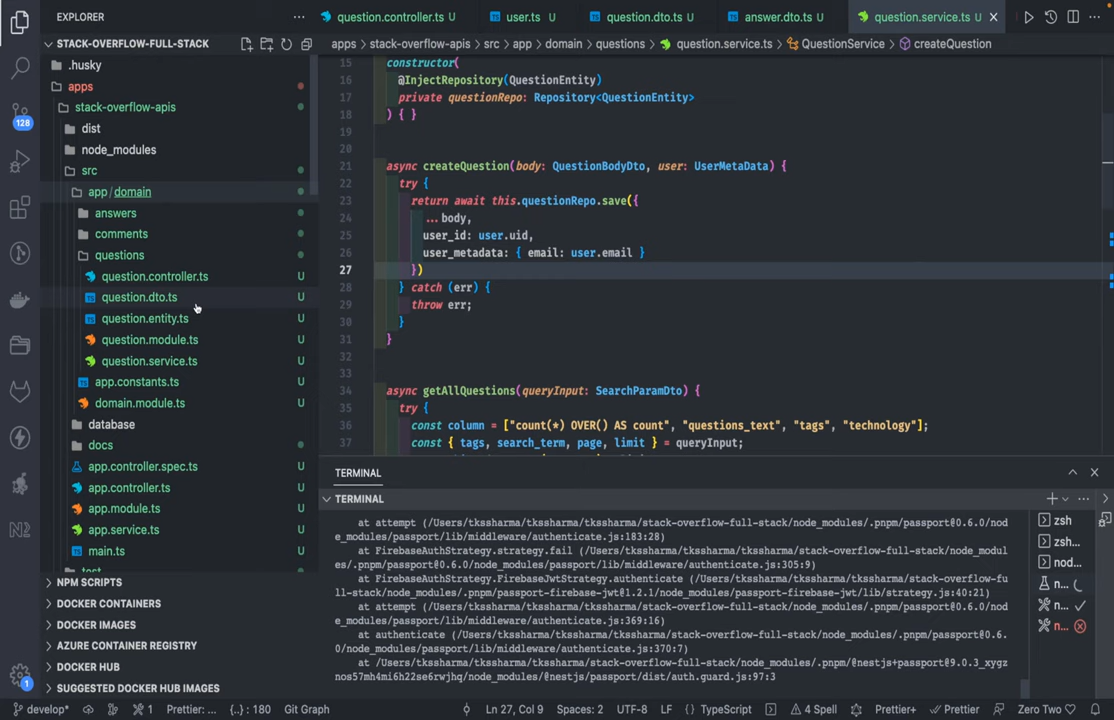 question.controller.ts U
user.ts U
question.dto.ts U
answer.dto.ts U
question.service.ts U
STACK-OVERFLOW-FULL-STACK
.husky
apps
stack-overflow-apis
dist
node_modules
src
app / domain
answers
comments
questions
question.controller.ts U
question.dto.ts U
question.entity.ts U
question.module.ts U
question.service.ts U
app.constants.ts U
domain.module.ts U
database
docs
app.controller.spec.ts U
app.controller.ts U
app.module.ts U
app.service.ts U
main.ts U
NPM SCRIPTS
DOCKER CONTAINERS
DOCKER IMAGES
AZURE CONTAINER REGISTRY
DOCKER HUB
SUGGESTED DOCKER HUB IMAGES
128
1
apps > stack-overflow-apis > src > app > domain > questions > question.service.ts > QuestionService > createQuestion
15 constructor(
16 @InjectRepository(QuestionEntity)
17 private questionRepo: Repository<QuestionEntity>
18 ) { }
19
20
21 async createQuestion(body: QuestionBodyDto, user: UserMetaData) {
22 try {
23 return await this.questionRepo.save({
24 ...body,
25 user_id: user.uid,
26 user_metadata: { email: user.email }
27 })
28 } catch (err) {
29 throw err;
30 }
31 }
32
33
34 async getAllQuestions(queryInput: SearchParamDto) {
35 try {
36 const column = ["count(*) OVER() AS count", "questions_text", "tags", "technology"];
37 const { tags, search_term, page, limit } = queryInput;
TERMINAL
TERMINAL
at attempt (/Users/tkssharma/tkssharma/stack-overflow-full-stack/node_modules/.pnpm/passport@0.6.0/no
de_modules/passport/lib/middleware/authenticate.js:183:28)
at FirebaseAuthStrategy.strategy.fail (/Users/tkssharma/tkssharma/stack-overflow-full-stack/node_modul
es/.pnpm/passport@0.6.0/node_modules/passport/lib/middleware/authenticate.js:305:9)
at FirebaseAuthStrategy.FirebaseJwtStrategy.authenticate (/Users/tkssharma/tkssharma/stack-overflow-fu
ll-stack/node_modules/.pnpm/passport-firebase-jwt@1.2.1/node_modules/passport-firebase-jwt/lib/strategy.js:40:21)
at attempt (/Users/tkssharma/tkssharma/stack-overflow-full-stack/node_modules/.pnpm/passport@0.6.0/no
de_modules/passport/lib/middleware/authenticate.js:369:16)
at authenticate (/Users/tkssharma/tkssharma/stack-overflow-full-stack/node_modules/.pnpm/passport@0.6.
0/node_modules/passport/lib/middleware/authenticate.js:370:7)
at /Users/tkssharma/tkssharma/stack-overflow-full-stack/node_modules/.pnpm/@nestjs+passport@9.0.3_xygz
nos57mh4mi6h22se6rwjhq/node_modules/@nestjs/passport/dist/auth.guard.js:97:3
zsh
zsh...
nod...
n...
n...
n...
develop* 1 Prettier: ... {..} : 180 Git Graph Ln 27, Col 9 Spaces: 2 UTF-8 LF TypeScript 4 Spell Prettier+ Prettier Zero Two